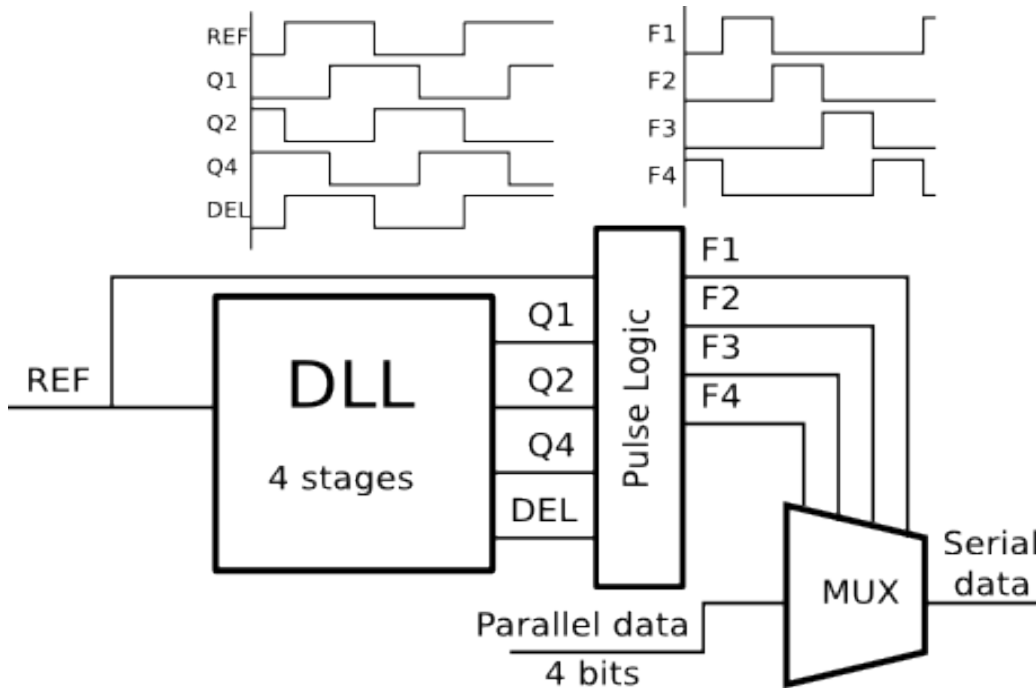 REF
Q1
Q2
Q4
DEL
F1
F2
F3
F4
REF
DLL
4 stages
Q1
Q2
Q4
DEL
Pulse Logic
F1
F2
F3
F4
MUX
Parallel data
4 bits
Serial
data